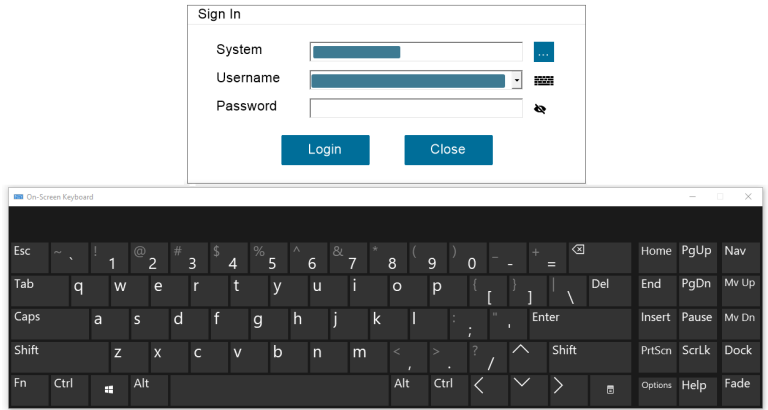 Sign In
System
...
Username
Password
Login Close
On-Screen Keyboard
Esc ~ ` ! 1 @ 2 # 3 $ 4 % 5 ^ 6 & 7 * 8 ( 9 ) 0 _ - + = Home PgUp Nav
Tab q w e r t y u i o p { [ } ] | \ Del End PgDn Mv Up
Caps a s d f g h j k l : ; " ' Enter Insert Pause Mv Dn
Shift z x c v b n m < , > . ? / Shift PrtScn ScrLk Dock
Fn Ctrl Alt Alt Ctrl Options Help Fade